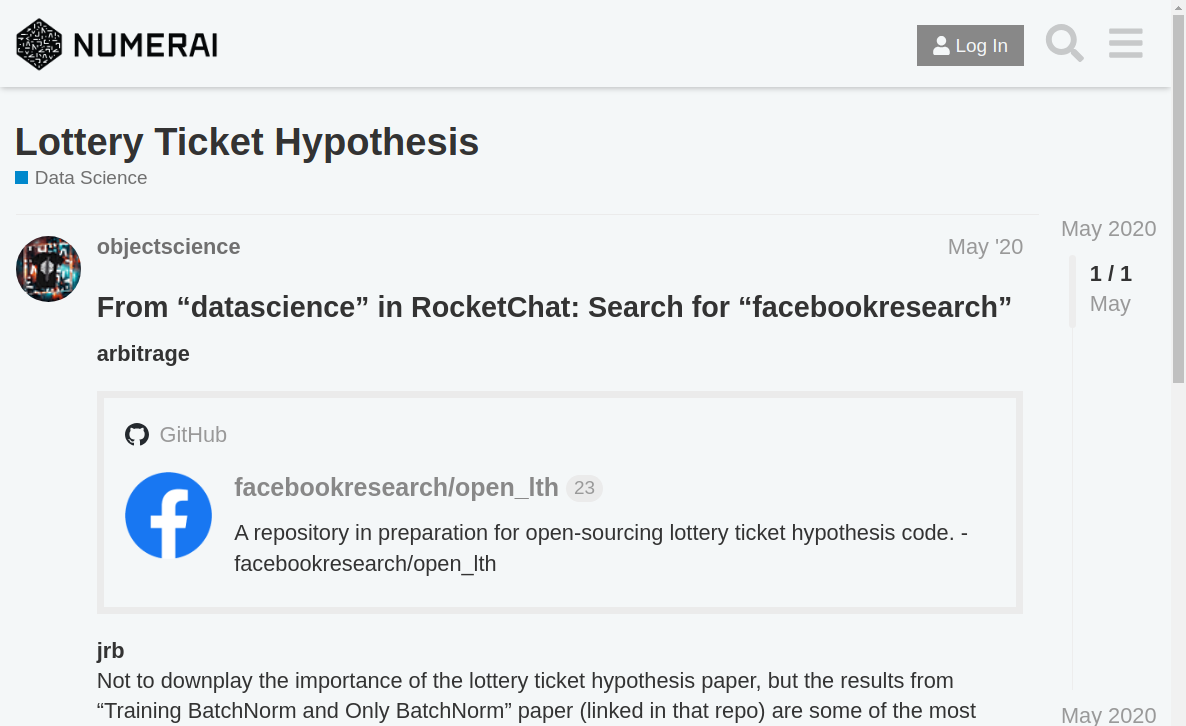 NUMERAI
Log In
Lottery Ticket Hypothesis
Data Science
objectscience
May '20
From “datascience” in RocketChat: Search for “facebookresearch”
arbitrage
GitHub
facebookresearch/open_lth 23
A repository in preparation for open-sourcing lottery ticket hypothesis code. -
facebookresearch/open_lth
jrb
Not to downplay the importance of the lottery ticket hypothesis paper, but the results from
“Training BatchNorm and Only BatchNorm” paper (linked in that repo) are some of the most
May 2020
1 / 1
May
May 2020